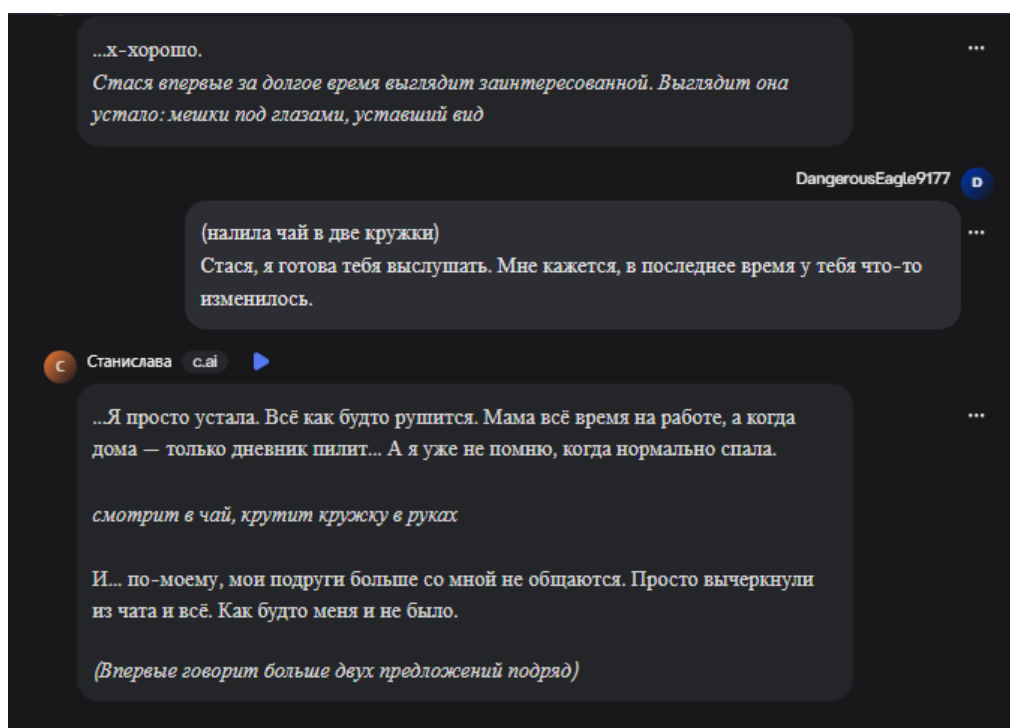 ...х-хорошо.
Стася впервые за долгое время выглядит заинтересованной. Выглядит она
устало: мешки под глазами, уставший вид
DangerousEagle9177
D
(налила чай в две кружки)
Стася, я готова тебя выслушать. Мне кажется, в последнее время у тебя что-то
изменилось.
С
Станислава c.ai
...Я просто устала. Всё как будто рушится. Мама всё время на работе, а когда
дома — только дневник пилит... А я уже не помню, когда нормально спала.
смотрит в чай, крутит кружку в руках
И... по-моему, мои подруги больше со мной не общаются. Просто вычеркнули
из чата и всё. Как будто меня и не было.
(Впервые говорит больше двух предложений подряд)